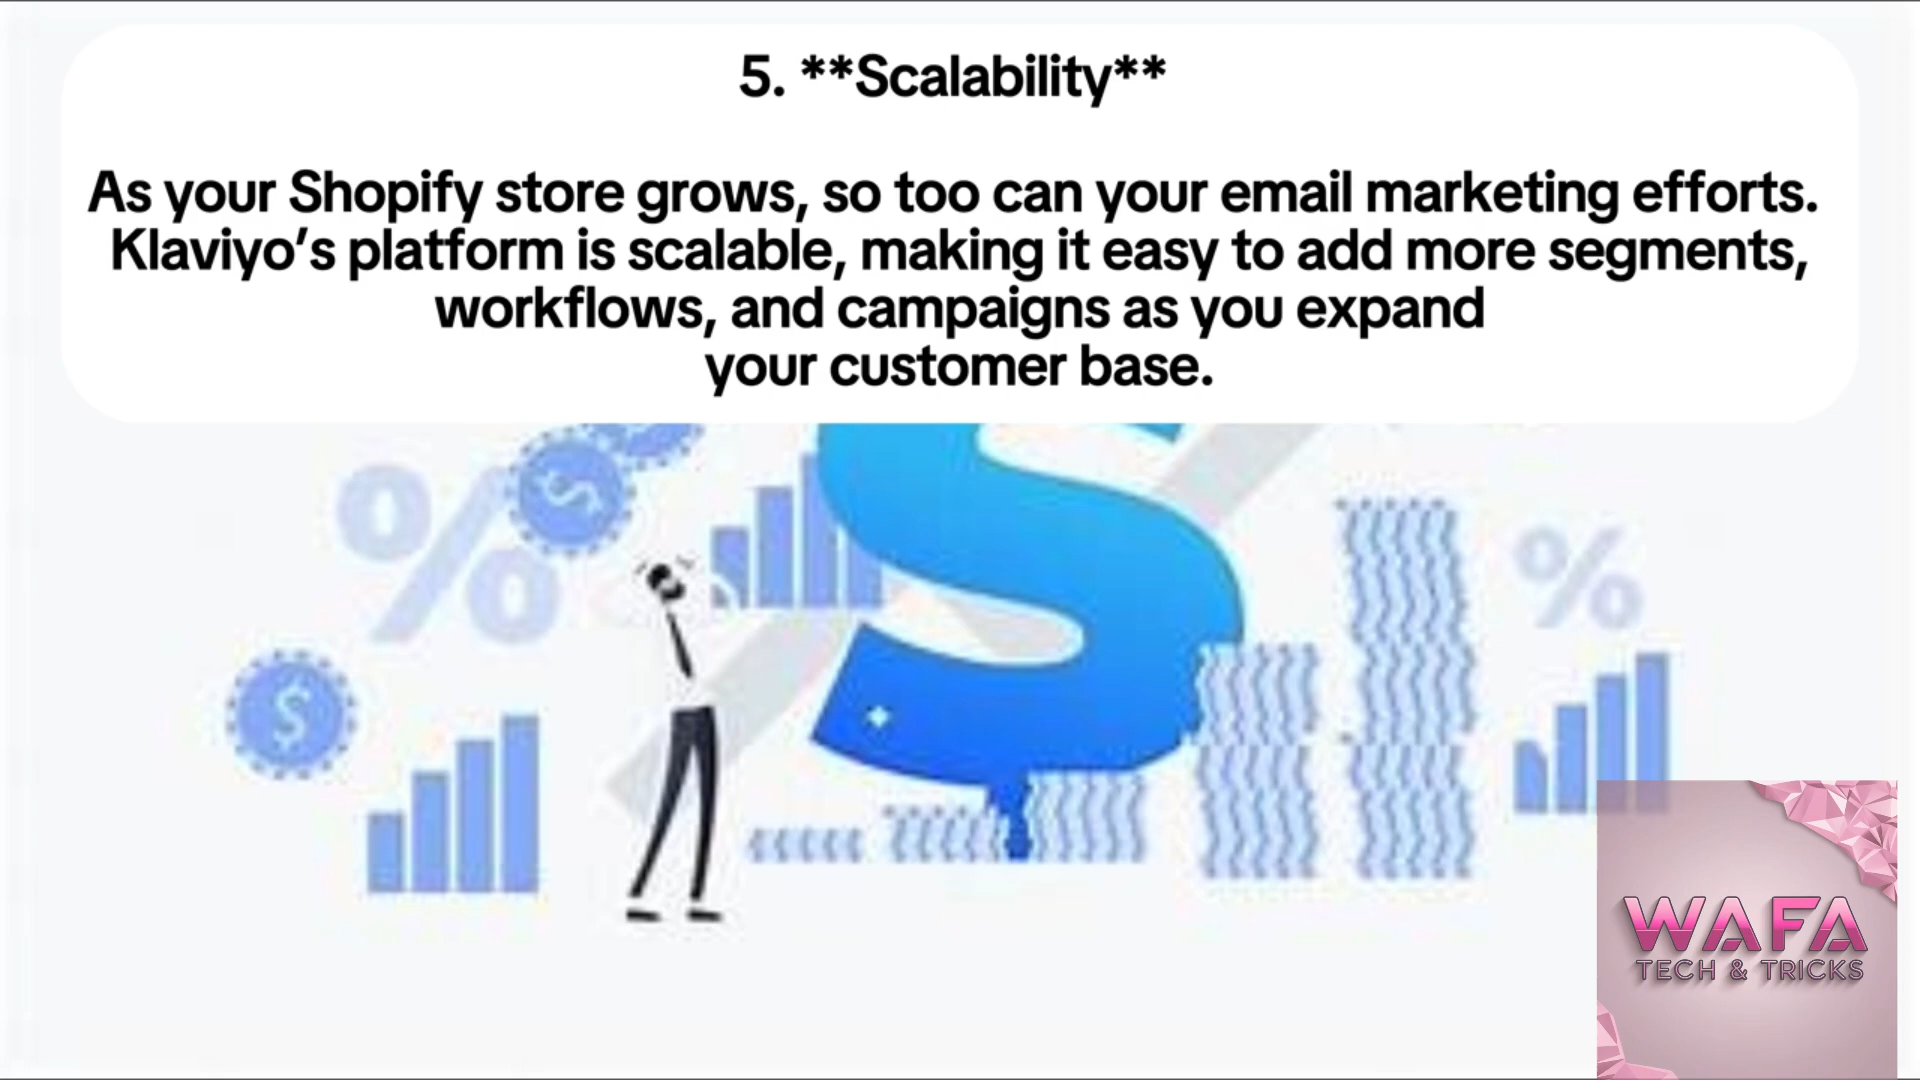 5. **Scalability**
As your Shopify store grows, so too can your email marketing efforts.
Klaviyo’s platform is scalable, making it easy to add more segments,
workflows, and campaigns as you expand
your customer base.
%
$
$
S
%
WAFA
TECH & TRICKS